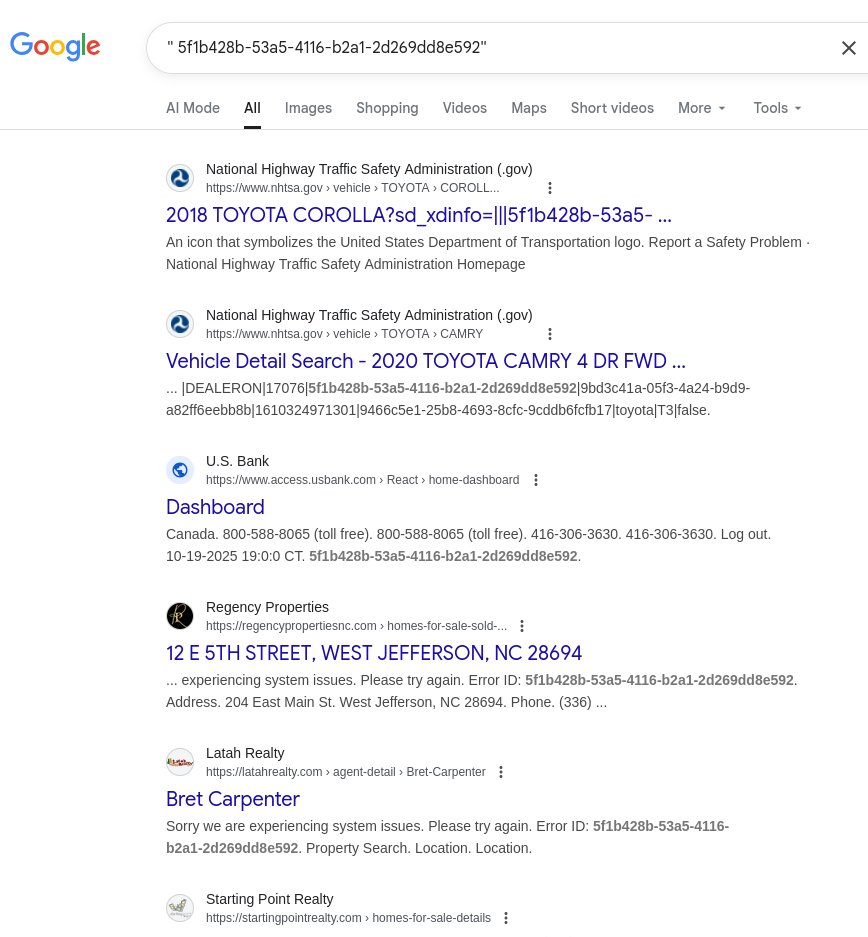 Google
" 5f1b428b-53a5-4116-b2a1-2d269dd8e592"
AI Mode All Images Shopping Videos Maps Short videos More Tools
National Highway Traffic Safety Administration (.gov)
https://www.nhtsa.gov › vehicle › TOYOTA › COROLL...
2018 TOYOTA COROLLA?sd_xdinfo=|||5f1b428b-53a5- ...
An icon that symbolizes the United States Department of Transportation logo. Report a Safety Problem ·
National Highway Traffic Safety Administration Homepage
National Highway Traffic Safety Administration (.gov)
https://www.nhtsa.gov › vehicle › TOYOTA › CAMRY
Vehicle Detail Search - 2020 TOYOTA CAMRY 4 DR FWD ...
... |DEALERON|17076|5f1b428b-53a5-4116-b2a1-2d269dd8e592|9bd3c41a-05f3-4a24-b9d9-
a82ff6eebb8b|1610324971301|9466c5e1-25b8-4693-8cfc-9cddb6fcfb17|toyota|T3|false.
U.S. Bank
https://www.access.usbank.com › React › home-dashboard
Dashboard
Canada. 800-588-8065 (toll free). 800-588-8065 (toll free). 416-306-3630. 416-306-3630. Log out.
10-19-2025 19:0:0 CT. 5f1b428b-53a5-4116-b2a1-2d269dd8e592.
Regency Properties
https://regencypropertiesnc.com › homes-for-sale-sold-...
12 E 5TH STREET, WEST JEFFERSON, NC 28694
... experiencing system issues. Please try again. Error ID: 5f1b428b-53a5-4116-b2a1-2d269dd8e592.
Address. 204 East Main St. West Jefferson, NC 28694. Phone. (336) ...
Latah Realty
https://latahrealty.com › agent-detail › Bret-Carpenter
Bret Carpenter
Sorry we are experiencing system issues. Please try again. Error ID: 5f1b428b-53a5-4116-
b2a1-2d269dd8e592. Property Search. Location. Location.
Starting Point Realty
https://startingpointrealty.com › homes-for-sale-details